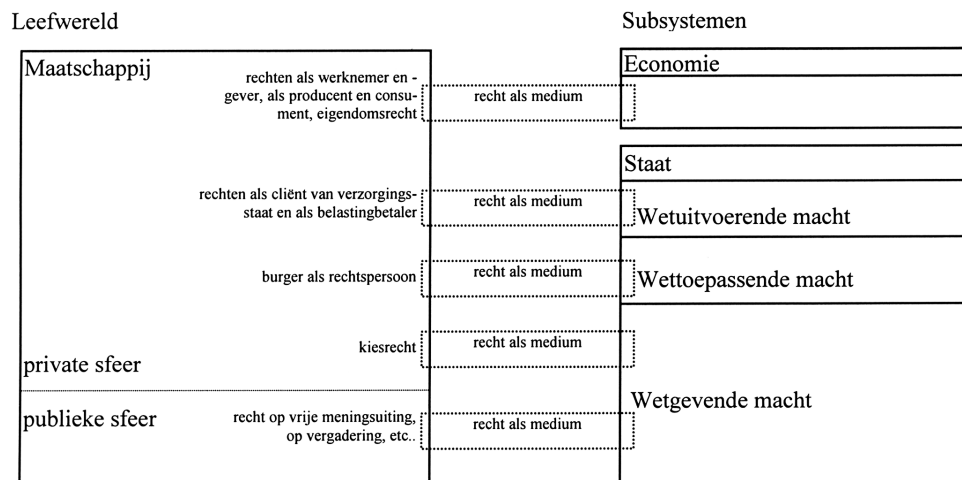 Leefwereld
Subsystemen
Maatschappij
rechten als werknemer en -
gever, als producent en consu-
ment, eigendomsrecht
recht als medium
Economie
Staat
rechten als cliënt van verzorgings-
staat en als belastingbetaler
recht als medium
Wetuitvoerende macht
burger als rechtspersoon
recht als medium
Wettoepassende macht
kiesrecht
recht als medium
private sfeer
publieke sfeer
recht op vrije meningsuiting,
op vergadering, etc..
recht als medium
Wetgevende macht